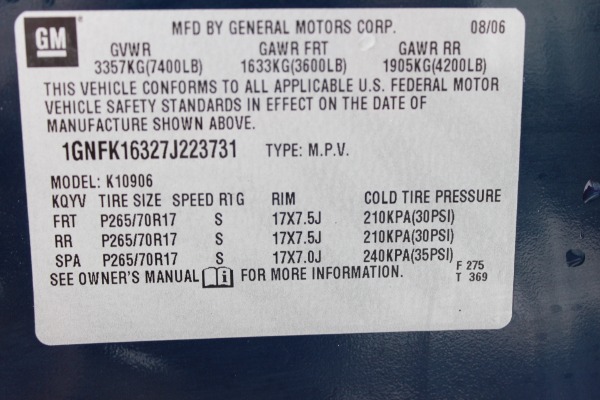 GM
MFD BY GENERAL MOTORS CORP. 08/06
GVWR GAWR FRT GAWR RR
3357KG(7400LB) 1633KG(3600LB) 1905KG(4200LB)
THIS VEHICLE CONFORMS TO ALL APPLICABLE U.S. FEDERAL MOTOR
VEHICLE SAFETY STANDARDS IN EFFECT ON THE DATE OF
MANUFACTURE SHOWN ABOVE.
1GNFK16327J223731 TYPE: M.P.V.
MODEL: K10906
KQYV TIRE SIZE SPEED RTG RIM COLD TIRE PRESSURE
FRT P265/70R17 S 17X7.5J 210KPA(30PSI)
RR P265/70R17 S 17X7.5J 210KPA(30PSI)
SPA P265/70R17 S 17X7.0J 240KPA(35PSI)
SEE OWNER'S MANUAL FOR MORE INFORMATION.
F 275
T 369